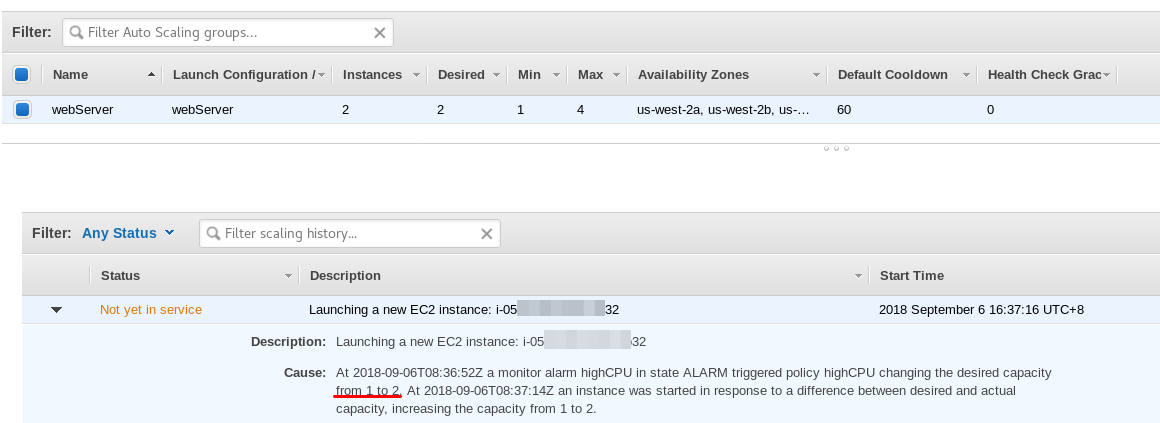 Filter: Filter Auto Scaling groups...
Name Launch Configuration / Instances Desired Min Max Availability Zones Default Cooldown Health Check Grac
webServer webServer 2 2 1 4 us-west-2a, us-west-2b, us-… 60 0
Filter: Any Status Filter scaling history...
Status Description Start Time
Not yet in service Launching a new EC2 instance: i-05 32 2018 September 6 16:37:16 UTC+8
Description: Launching a new EC2 instance: i-05 32
Cause: At 2018-09-06T08:36:52Z a monitor alarm highCPU in state ALARM triggered policy highCPU changing the desired capacity
from 1 to 2. At 2018-09-06T08:37:14Z an instance was started in response to a difference between desired and actual
capacity, increasing the capacity from 1 to 2.